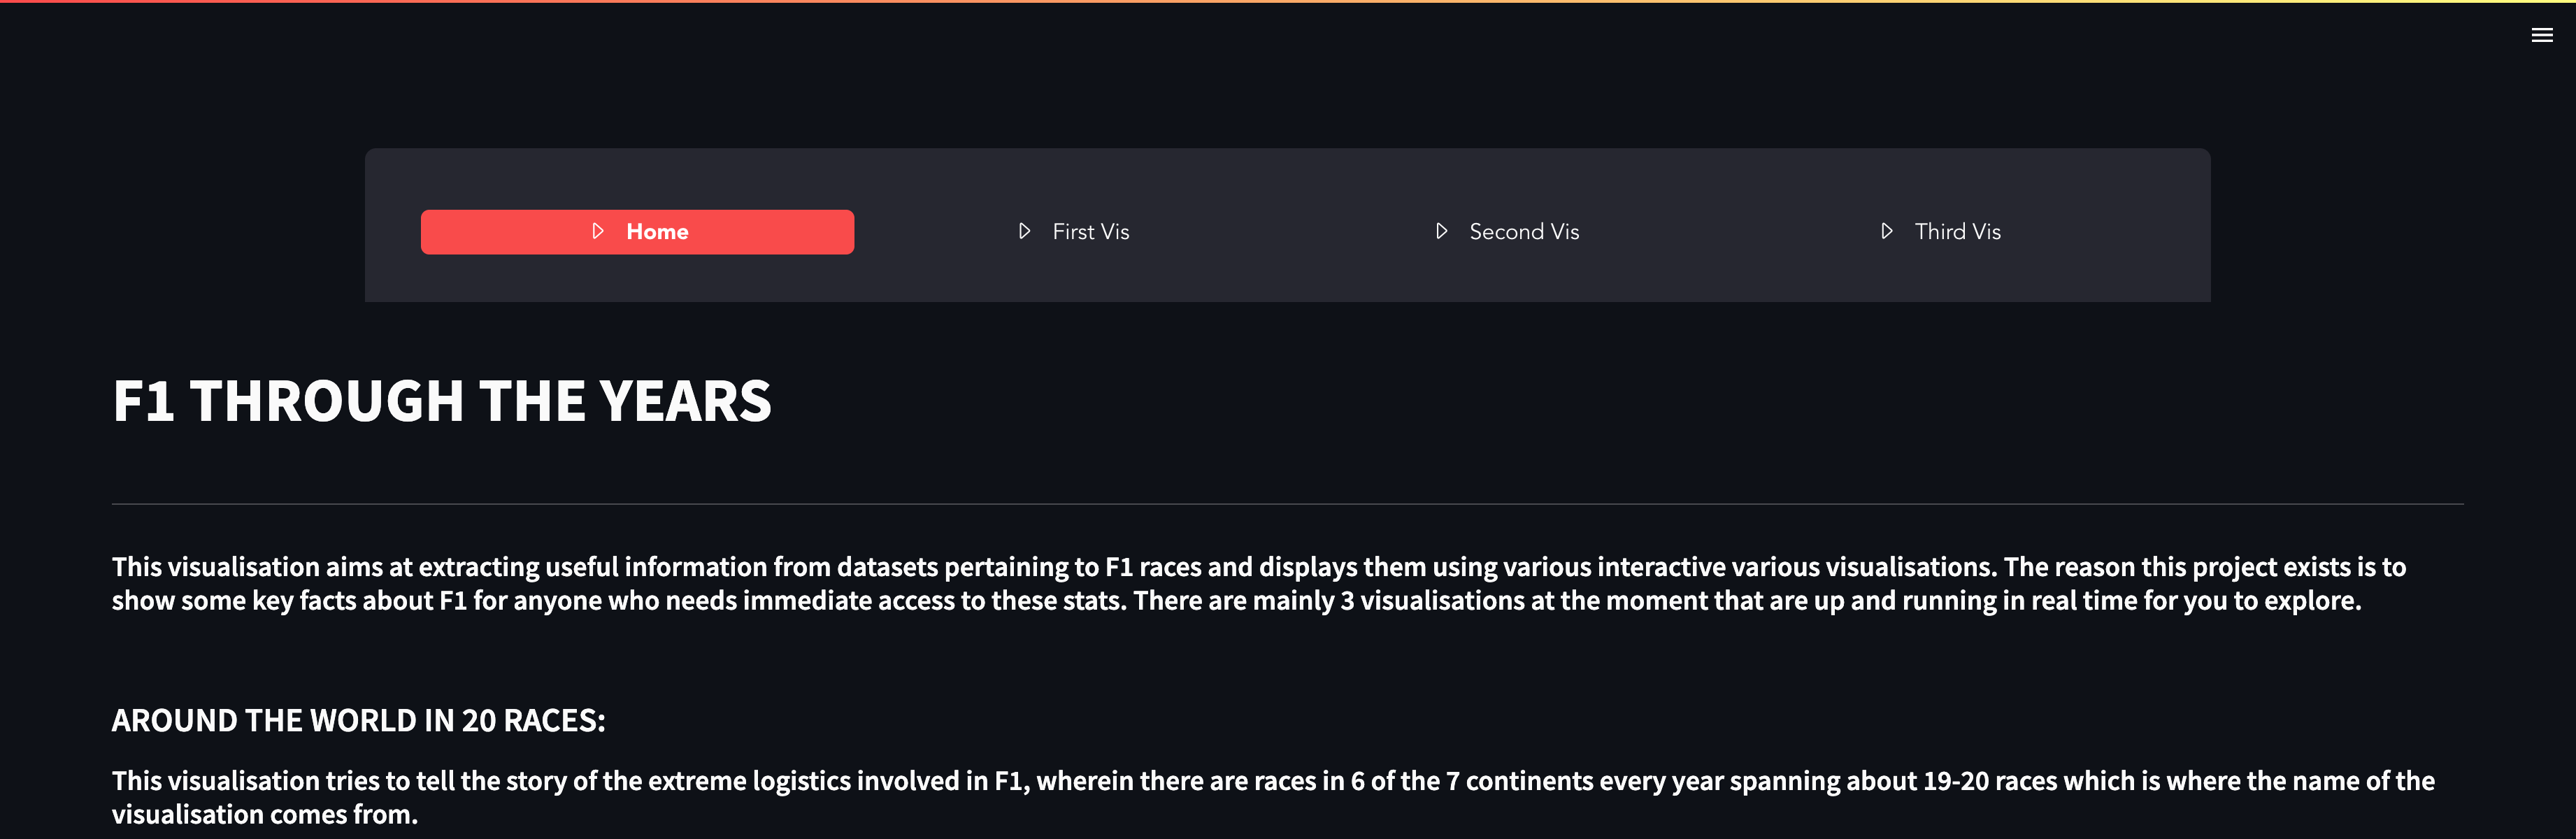 Home
First Vis
Second Vis
Third Vis
F1 THROUGH THE YEARS
This visualisation aims at extracting useful information from datasets pertaining to F1 races and displays them using various interactive various visualisations. The reason this project exists is to
show some key facts about F1 for anyone who needs immediate access to these stats. There are mainly 3 visualisations at the moment that are up and running in real time for you to explore.
AROUND THE WORLD IN 20 RACES:
This visualisation tries to tell the story of the extreme logistics involved in F1, wherein there are races in 6 of the 7 continents every year spanning about 19-20 races which is where the name of the
visualisation comes from.